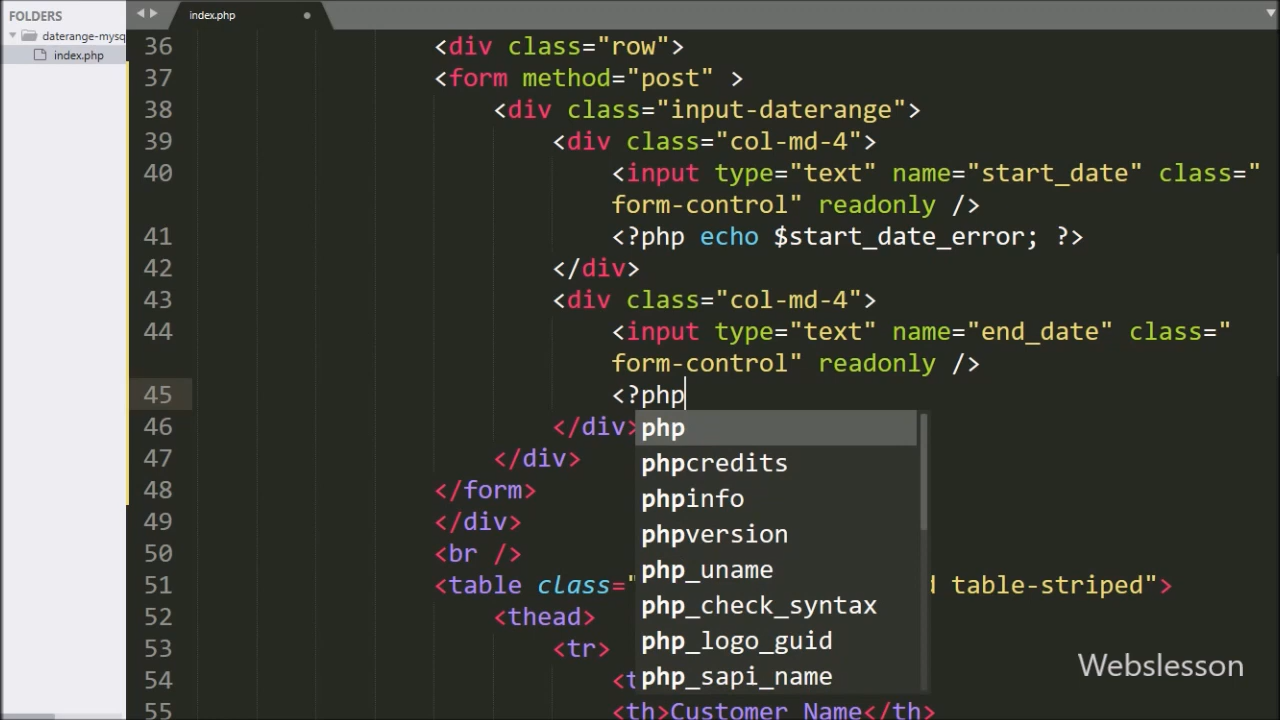 FOLDERS
daterange-mysq
index.php
index.php
36 <div class="row">
37 <form method="post" >
38 <div class="input-daterange">
39 <div class="col-md-4">
40 <input type="text" name="start_date" class="
form-control" readonly />
41 <?php echo $start_date_error; ?>
42 </div>
43 <div class="col-md-4">
44 <input type="text" name="end_date" class="
form-control" readonly />
45 <?php
46 </div>
php
phpcredits
phpinfo
phpversion
php_uname
php_check_syntax
php_logo_guid
php_sapi_name
47 </div>
48 </form>
49 </div>
50 <br />
51 <table class=" d table-striped">
52 <thead>
53 <tr>
54 <t
55 <th>Customer Name</th>
Webslesson